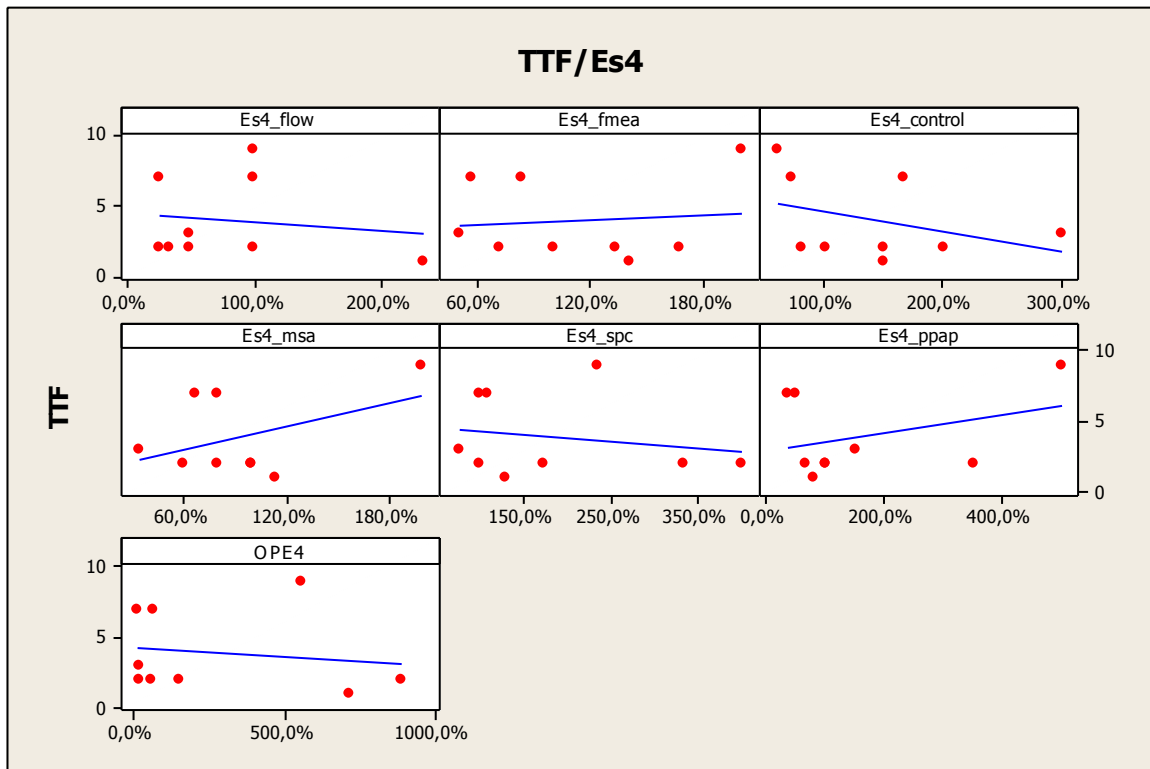 TTF/Es4
Es4_flow Es4_fmea Es4_control
10
5
0
0,0% 100,0% 200,0% 60,0% 120,0% 180,0% 100,0% 200,0% 300,0%
Es4_msa Es4_spc Es4_ppap
10
5
0
TTF
60,0% 120,0% 180,0% 150,0% 250,0% 350,0% 0,0% 200,0% 400,0%
OPE4
10
5
0
0,0% 500,0% 1000,0%